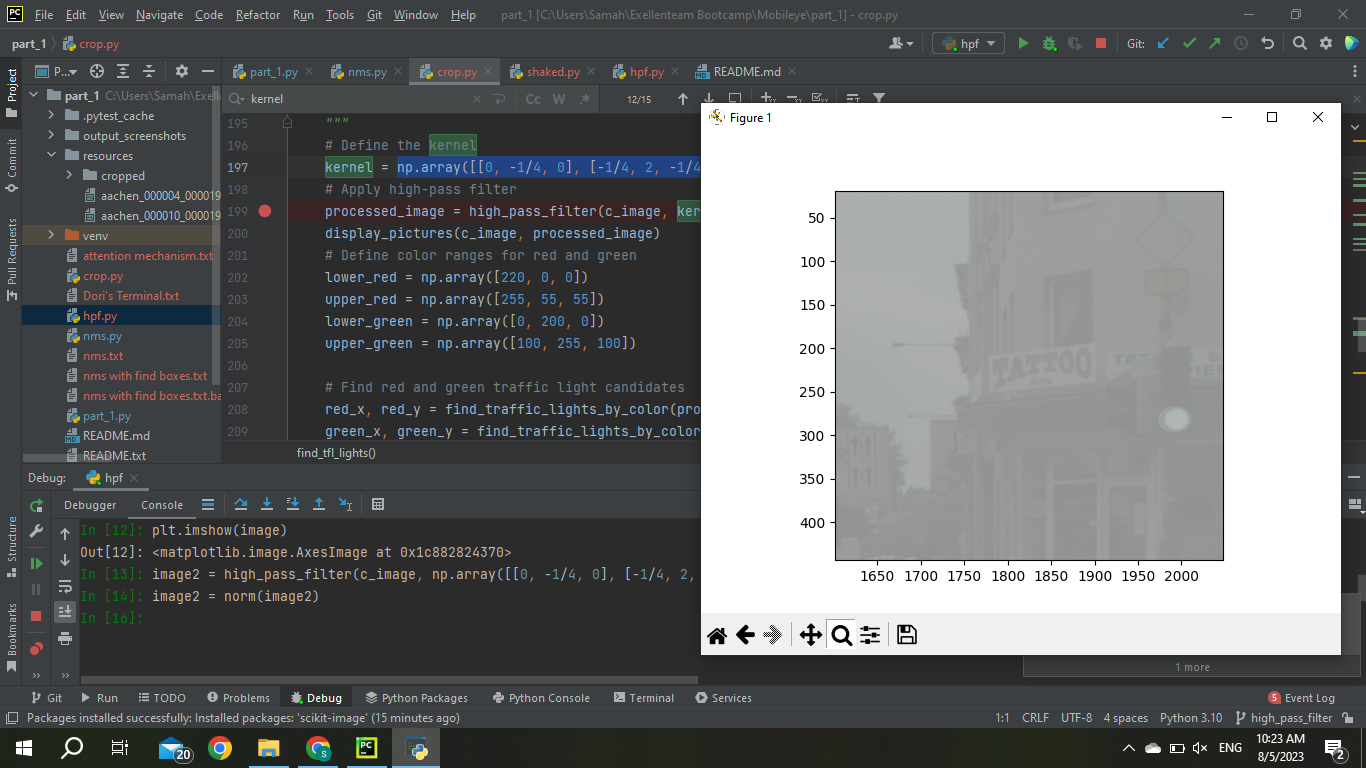 File Edit View Navigate Code Refactor Run Tools Git Window Help part_1 [C:\Users\Samah\Exellenteam Bootcamp\Mobileye\part_1] - crop.py
part_1 crop.py hpf Git:
P... part_1.py nms.py crop.py shaked.py hpf.py README.md
kernel Cc W .* 12/15
Project
Commit
Pull Requests
Structure
Bookmarks
part_1 C:\Users\Samah\Exelle
.pytest_cache
output_screenshots
resources
cropped
aachen_000004_000019
aachen_000010_000019
venv
attention mechanism.txt
crop.py
Dori's Terminal.txt
hpf.py
nms.py
nms.txt
nms with find boxes.txt
nms with find boxes.txt.ba
part_1.py
README.md
README.txt
195 """
196 # Define the kernel
197 kernel = np.array([[0, -1/4, 0], [-1/4, 2, -1/4
198 # Apply high-pass filter
199 processed_image = high_pass_filter(c_image, ker
200 display_pictures(c_image, processed_image)
201 # Define color ranges for red and green
202 lower_red = np.array([220, 0, 0])
203 upper_red = np.array([255, 55, 55])
204 lower_green = np.array([0, 200, 0])
205 upper_green = np.array([100, 255, 100])
206
207 # Find red and green traffic light candidates
208 red_x, red_y = find_traffic_lights_by_color(pro
209 green_x, green_y = find_traffic_lights_by_color
find_tfl_lights()
Figure 1
50
100
150
200
250
300
350
400
1650 1700 1750 1800 1850 1900 1950 2000
TATTOO
Debug: hpf
Debugger Console
In [12]: plt.imshow(image)
Out[12]: <matplotlib.image.AxesImage at 0x1c882824370>
In [13]: image2 = high_pass_filter(c_image, np.array([[0, -1/4, 0], [-1/4, 2,
In [14]: image2 = norm(image2)
In [16]:
1 more
Git Run TODO Problems Debug Python Packages Python Console Terminal Services 5 Event Log
Packages installed successfully: Installed packages: 'scikit-image' (15 minutes ago) 1:1 CRLF UTF-8 4 spaces Python 3.10 high_pass_filter
20 S PC ENG 10:23 AM
8/5/2023 2